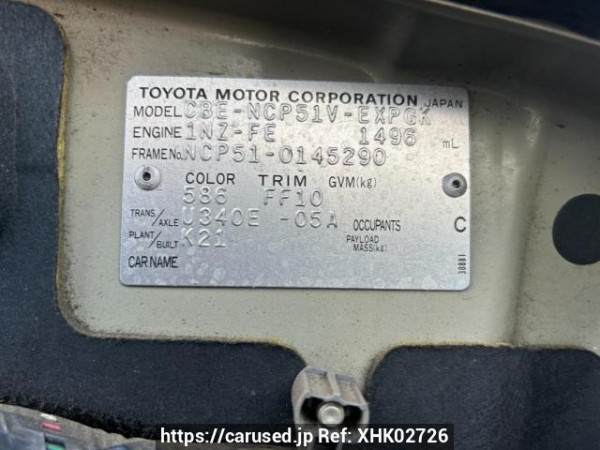 TOYOTA MOTOR CORPORATION JAPAN
MODEL CBE-NCP51V-EXPGK
ENGINE 1NZ-FE 1496 mL
FRAME No. NCP51-0145290
COLOR TRIM GVM(kg)
586 FF10
TRANS/AXLE U340E -05A OCCUPANTS C
PLANT/BUILT K21 PAYLOAD MASS(kg)
CAR NAME
https://carused.jp Ref: XHK02726